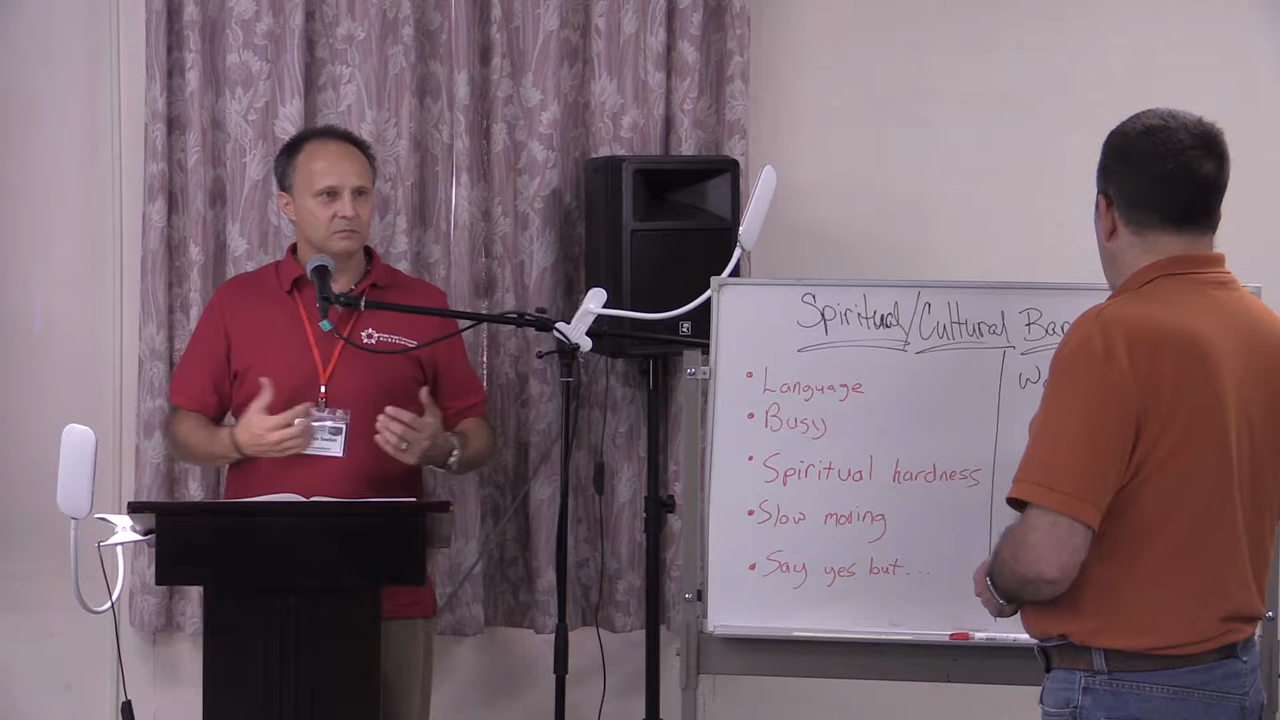 Spiritual/Cultural Bar
• Language
• Busy
• Spiritual hardness
• Slow moving
• Say yes but...